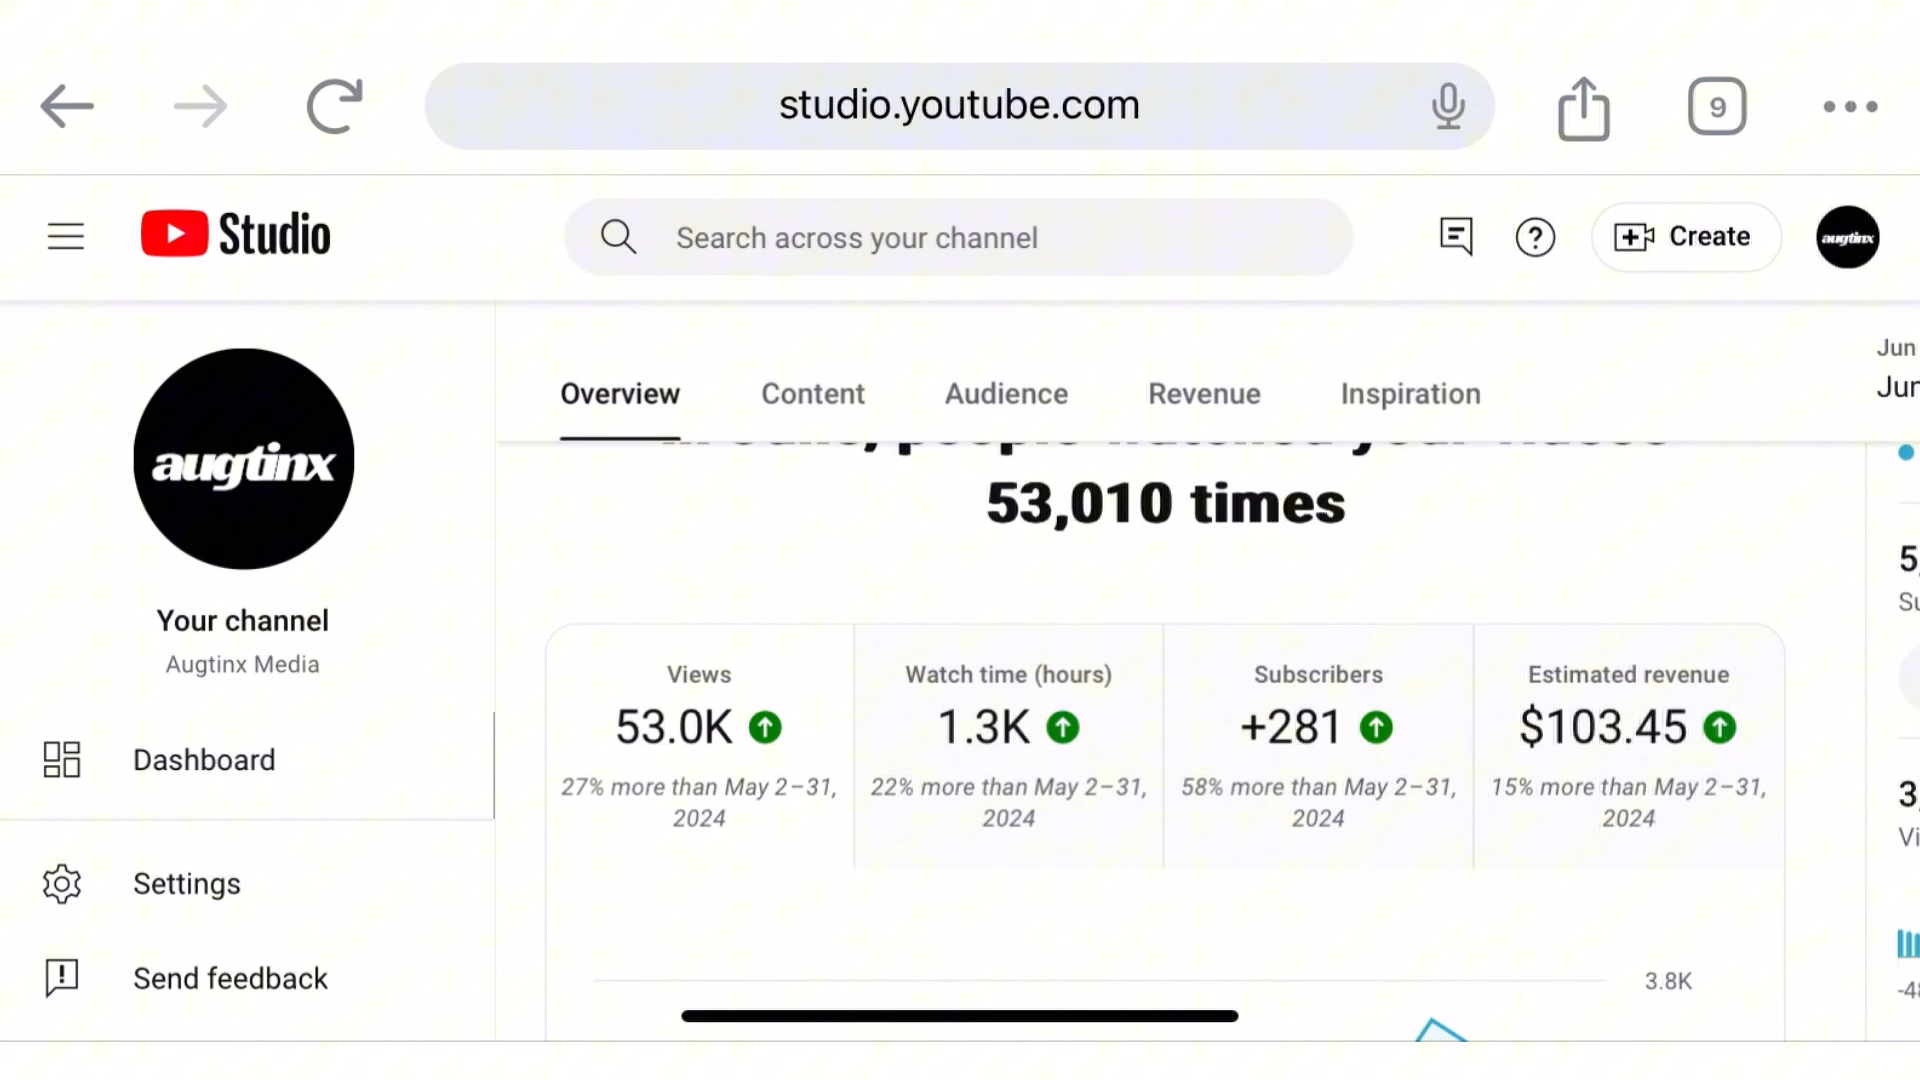 studio.youtube.com
9
Studio
Search across your channel
Create
augtinx
augtinx
Your channel
Augtinx Media
Dashboard
Settings
Send feedback
Overview
Content
Audience
Revenue
Inspiration
Jun
53,010 times
Views
53.0K
27% more than May 2–31,
2024
Watch time (hours)
1.3K
22% more than May 2–31,
2024
Subscribers
+281
58% more than May 2–31,
2024
Estimated revenue
$103.45
15% more than May 2–31,
2024
3.8K